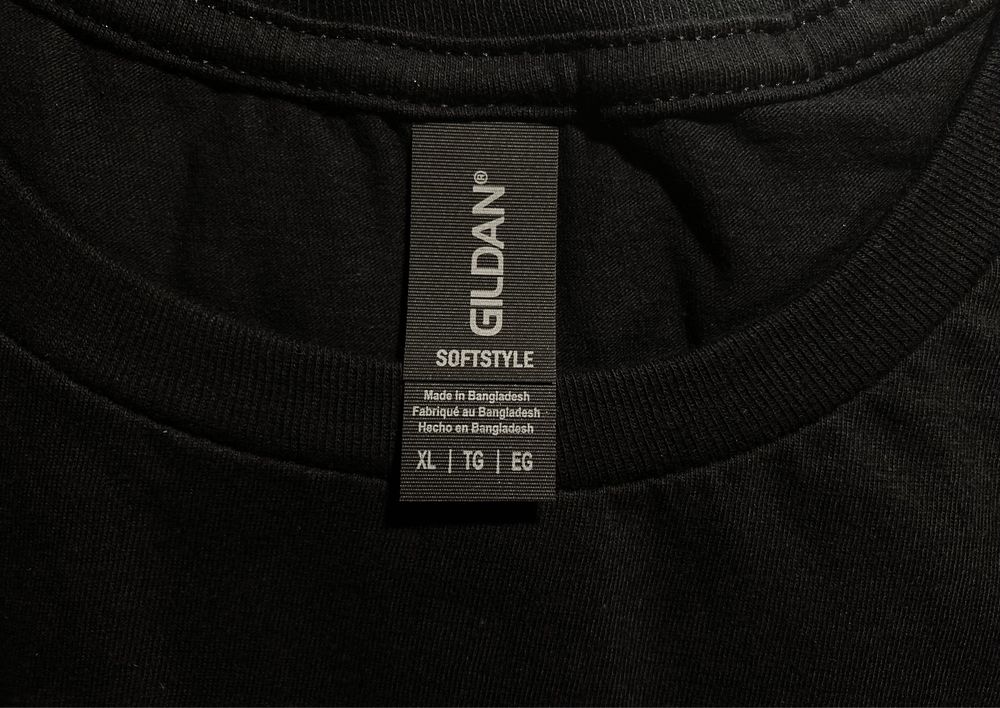 GILDAN®
SOFTSTYLE
Made in Bangladesh
Fabriqué au Bangladesh
Hecho en Bangladesh
XL | TG | EG